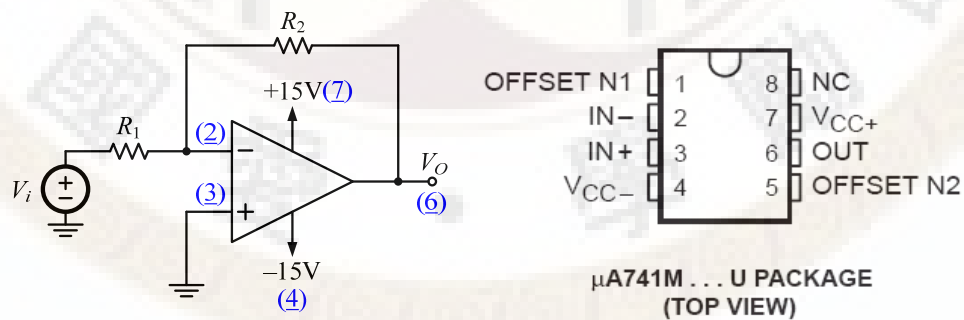 R2
+15V(7)
R1
(2)
−
Vi
+
−
(3)
+
VO
(6)
−15V
(4)
OFFSET N1 1 8 NC
IN− 2 7 VCC+
IN+ 3 6 OUT
VCC− 4 5 OFFSET N2
µA741M . . . U PACKAGE
(TOP VIEW)